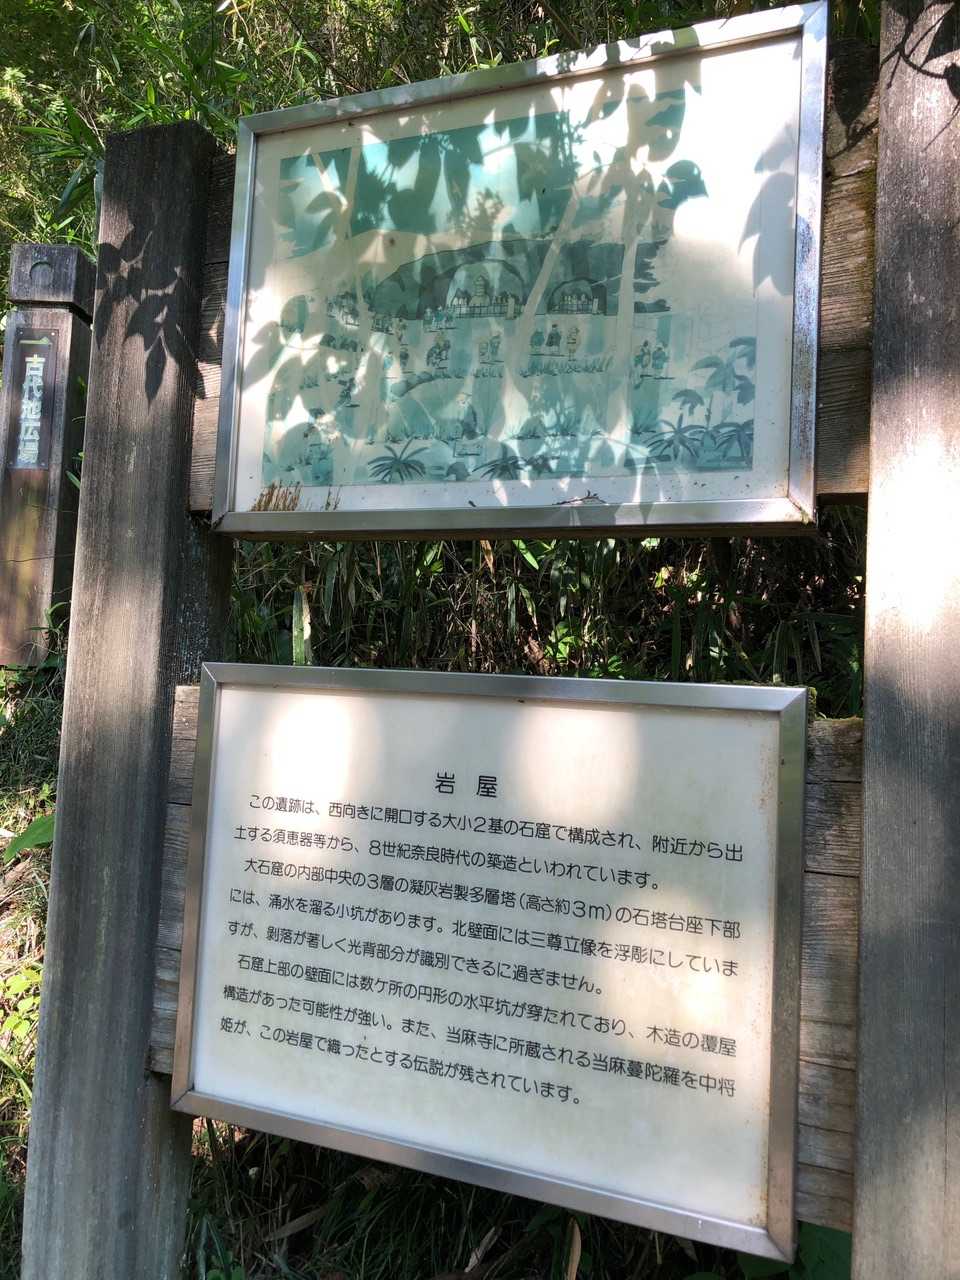 岩屋
この遺跡は、西向きに開口する大小2基の石窟で構成され、附近から出
土する須恵器等から、8世紀奈良時代の築造といわれています。
大石窟の内部中央の3層の凝灰岩製多層塔(高さ約3m)の石塔台座下部
には、涌水を溜る小坑があります。北壁面には三尊立像を浮彫にしていま
すが、剝落が著しく光背部分が識別できるに過ぎません。
石窟上部の壁面には数ケ所の円形の水平坑が穿たれており、木造の覆屋
構造があった可能性が強い。また、当麻寺に所蔵される当麻蔓陀羅を中将
姫が、この岩屋で織ったとする伝説が残されています。